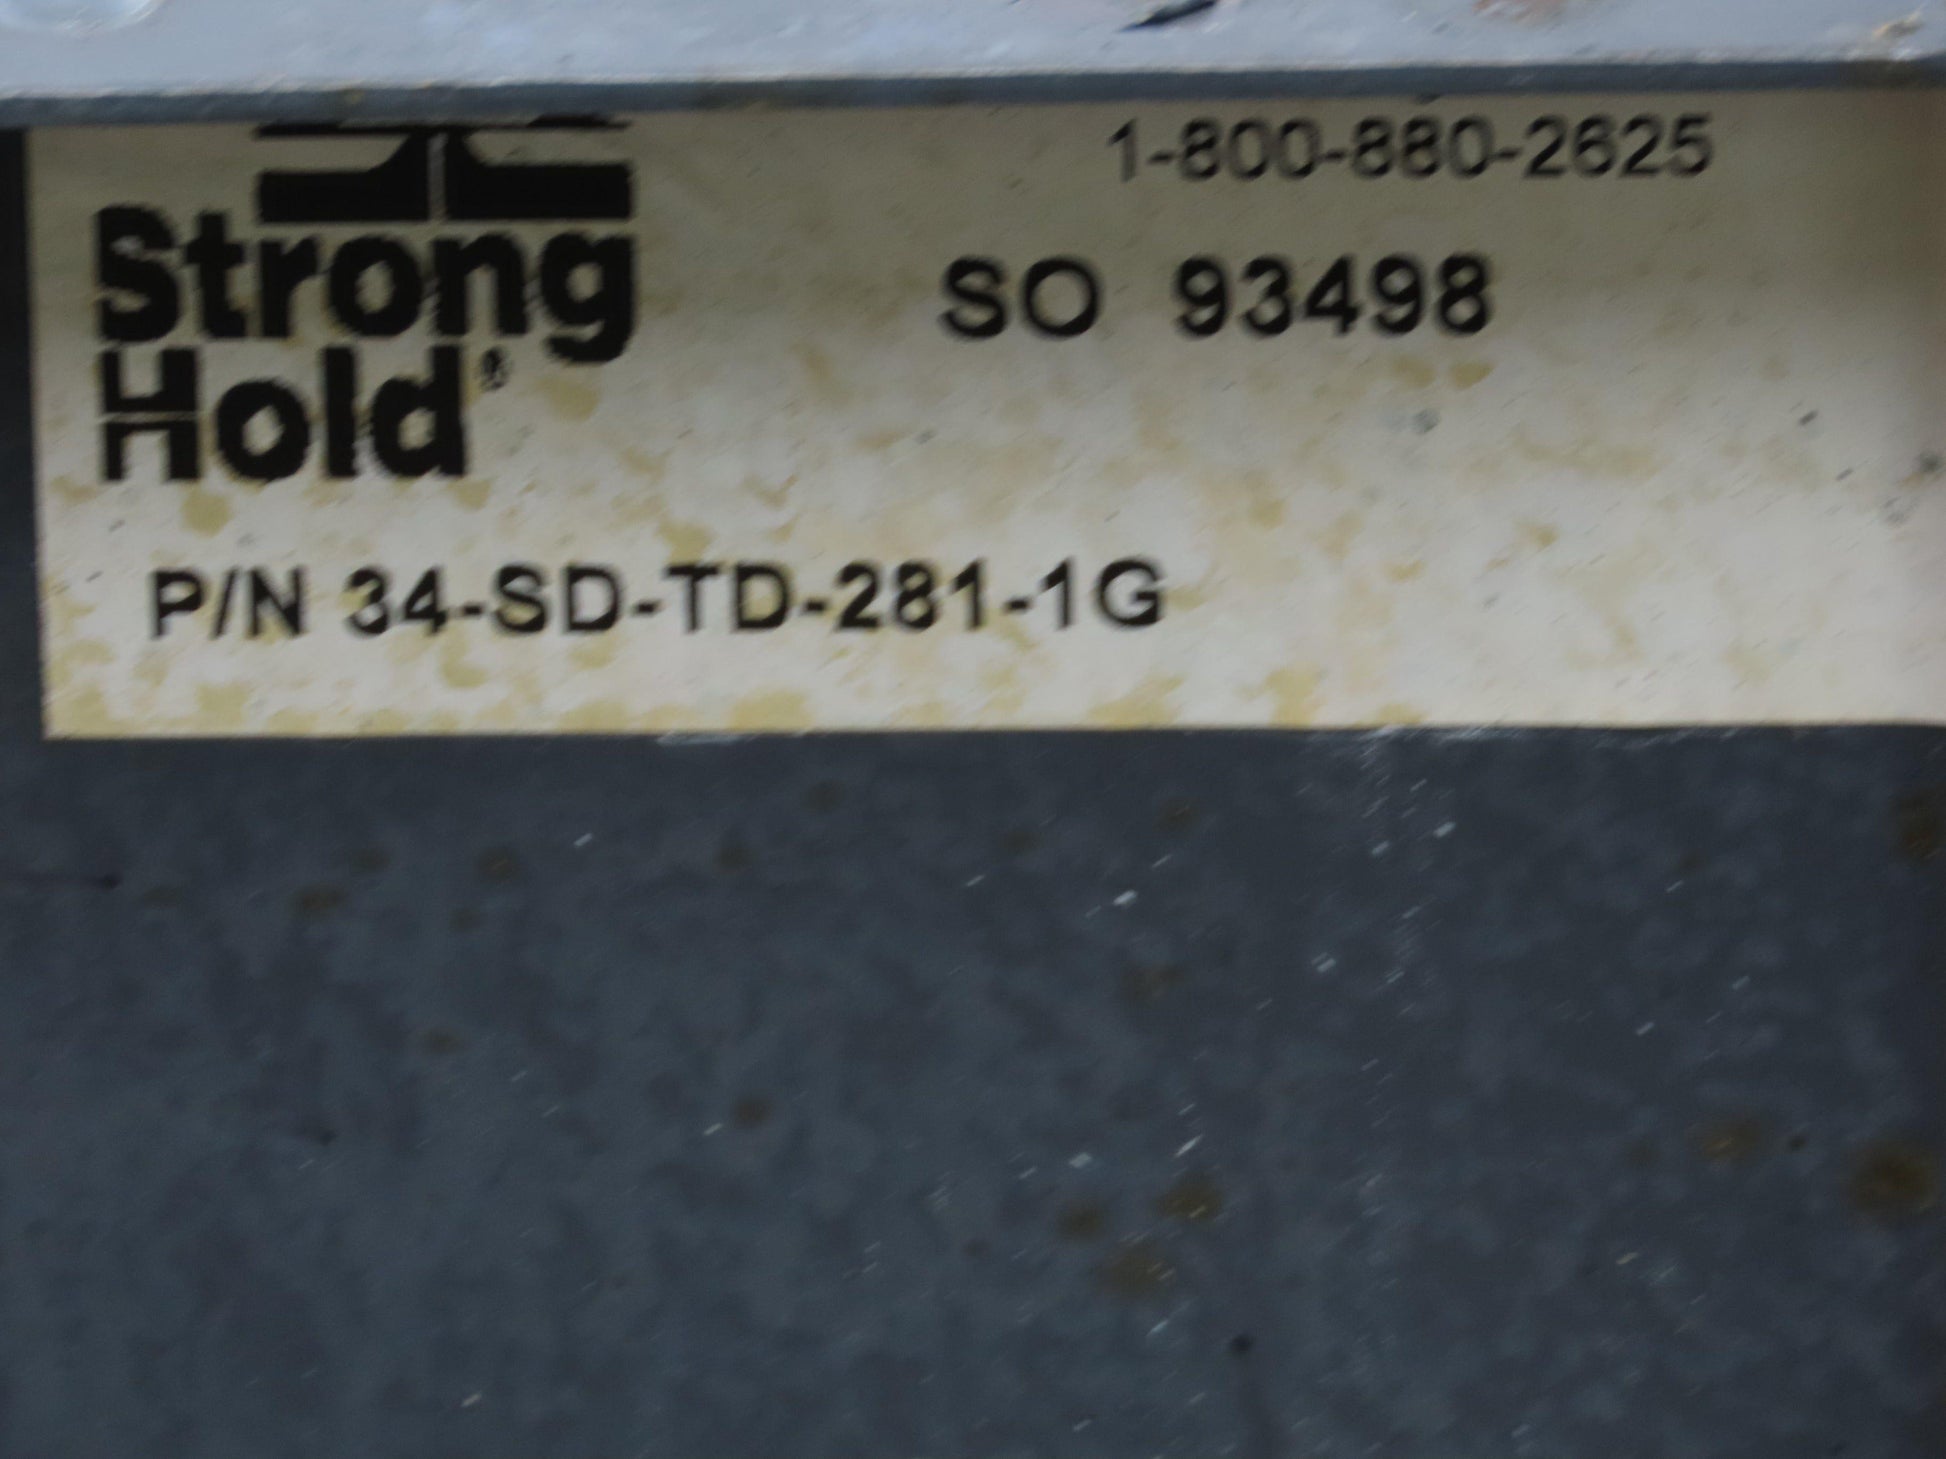 1-800-880-2625
Strong
Hold®
SO 93498
P/N 34-SD-TD-281-1G